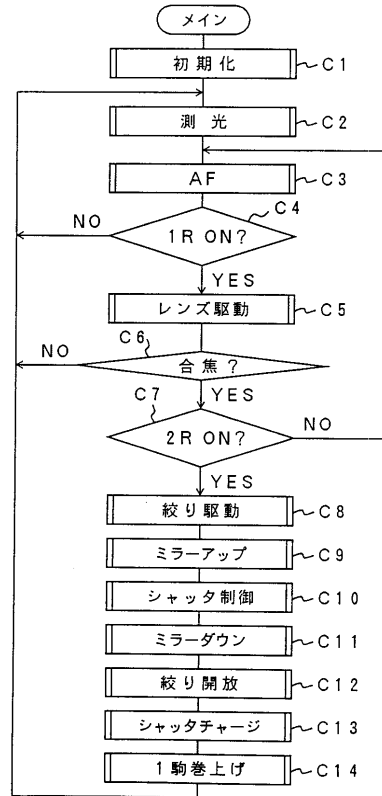 メイン
初期化 C1
測光 C2
AF C3
C4
NO 1R ON?
YES
レンズ駆動 C5
C6
NO 合焦?
YES
C7
2R ON? NO
YES
絞り駆動 C8
ミラーアップ C9
シャッタ制御 C10
ミラーダウン C11
絞り開放 C12
シャッタチャージ C13
1駒巻上げ C14